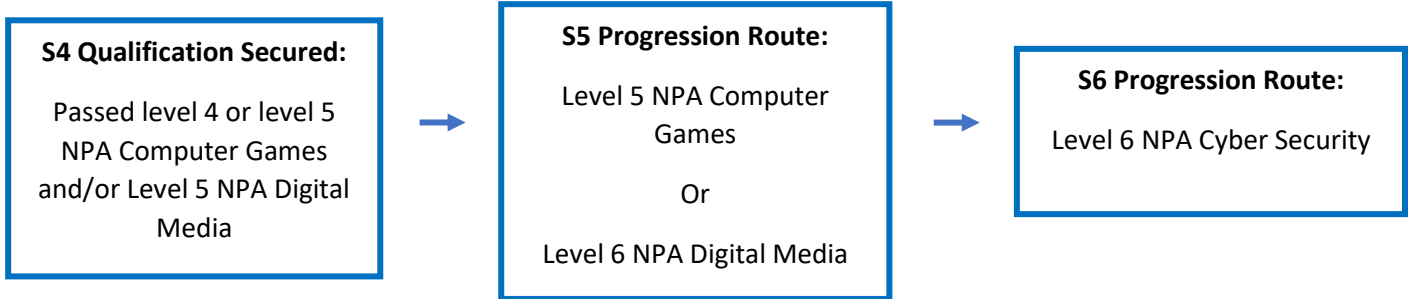 S4 Qualification Secured:
Passed level 4 or level 5
NPA Computer Games
and/or Level 5 NPA Digital
Media
S5 Progression Route:
Level 5 NPA Computer
Games
Or
Level 6 NPA Digital Media
S6 Progression Route:
Level 6 NPA Cyber Security